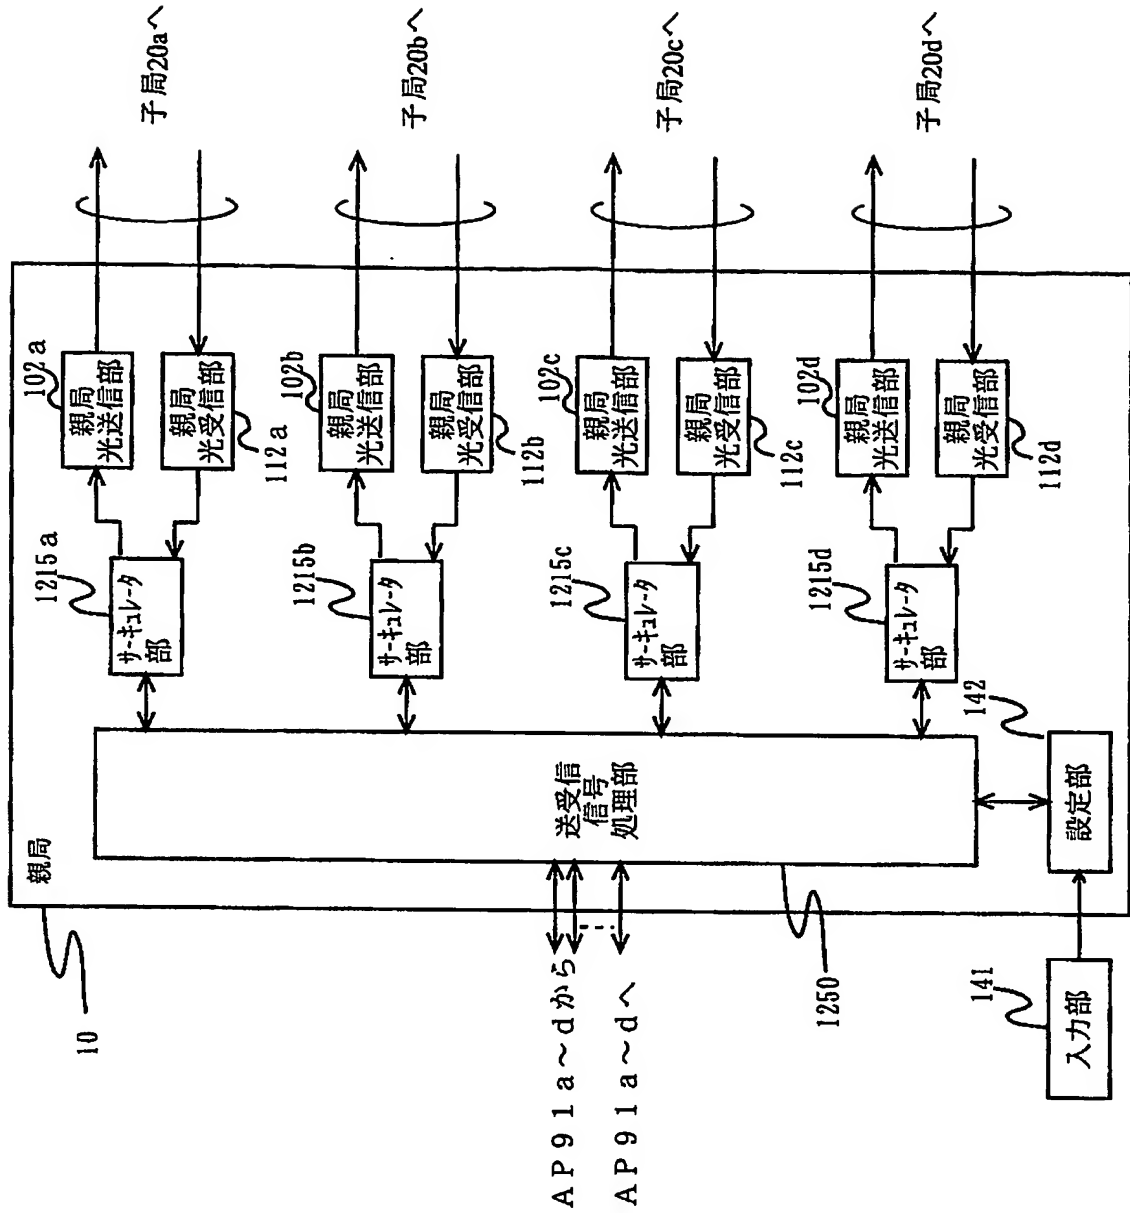 親局
10
AP91a~dから
AP91a~dへ
送受信
信号
処理部
1250
入力部
141
設定部
142
サーキュレータ
部
1215a
親局
光送信部
102a
親局
光受信部
112a
子局20aへ
サーキュレータ
部
1215b
親局
光送信部
102b
親局
光受信部
112b
子局20bへ
サーキュレータ
部
1215c
親局
光送信部
102c
親局
光受信部
112c
子局20cへ
サーキュレータ
部
1215d
親局
光送信部
102d
親局
光受信部
112d
子局20dへ